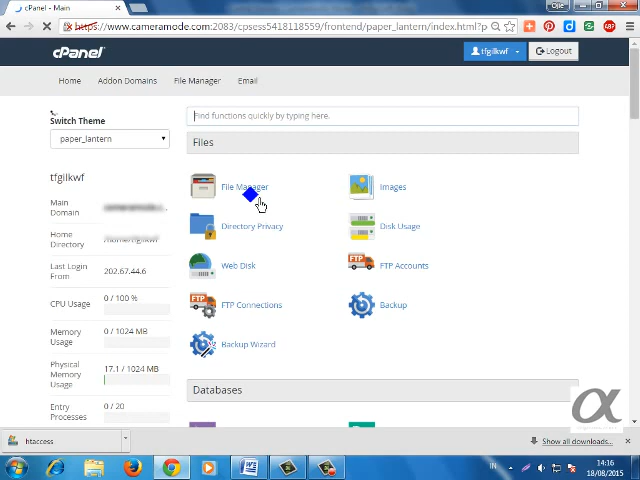 cPanel - Main
Ojie
https://www.cameramode.com:2083/cpsess5418118559/frontend/paper_lantern/index.html?p
ABP
cPanel
tfgilkwf
Logout
Home
Addon Domains
File Manager
Email
Switch Theme
paper_lantern
Find functions quickly by typing here.
Files
File Manager
Images
Directory Privacy
Disk Usage
Web Disk
FTP
FTP Accounts
FTP
FTP Connections
Backup
Backup Wizard
Databases
tfgilkwf
Main Domain
Home Directory
Last Login From
202.67.44.6
CPU Usage
0 / 100 %
Memory Usage
0 / 1024 MB
Physical Memory Usage
17.1 / 1024 MB
Entry Processes
0 / 20
α
htaccess
Show all downloads...
IN
14:16
18/08/2015